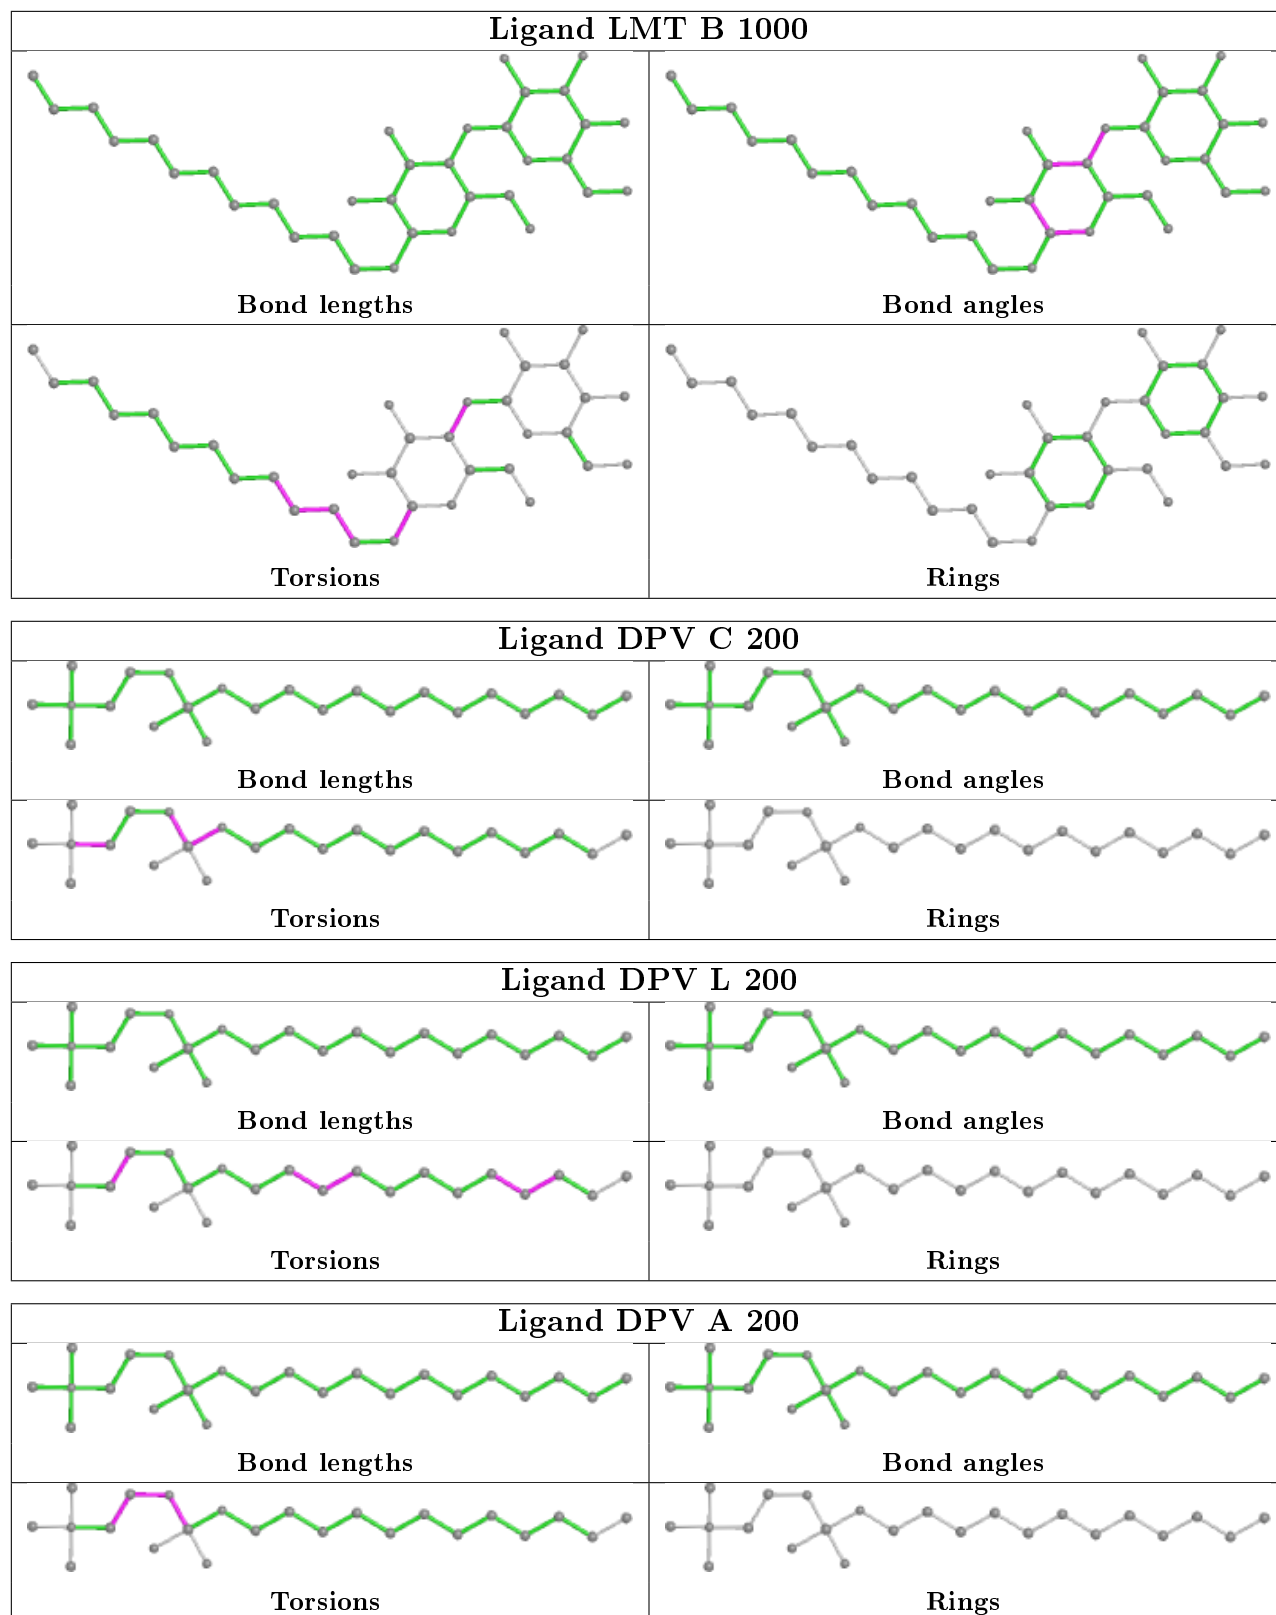 Ligand LMT B 1000
Bond lengths
Bond angles
Torsions
Rings
Ligand DPV C 200
Bond lengths
Bond angles
Torsions
Rings
Ligand DPV L 200
Bond lengths
Bond angles
Torsions
Rings
Ligand DPV A 200
Bond lengths
Bond angles
Torsions
Rings